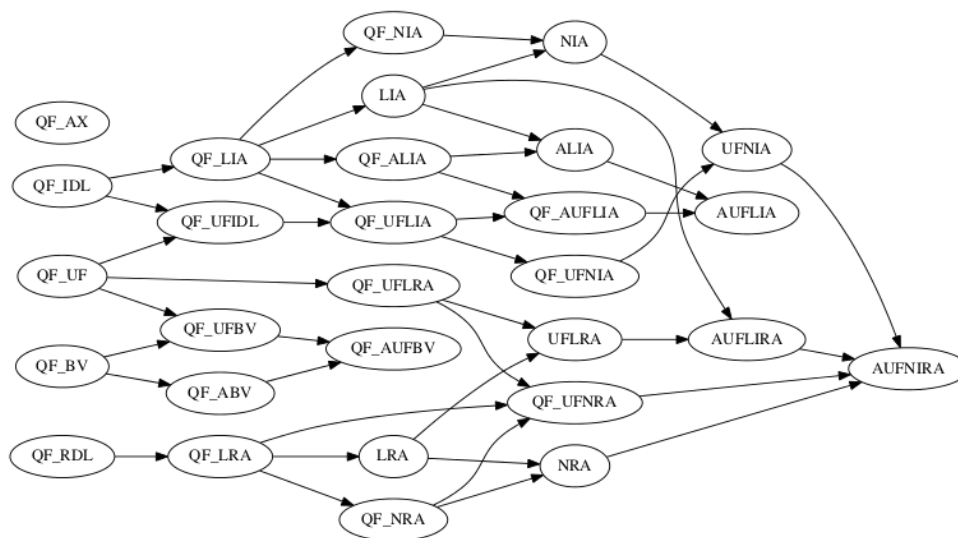 QF_NIA
NIA
LIA
QF_AX
QF_LIA
QF_ALIA
ALIA
UFNIA
QF_IDL
QF_UFIDL
QF_UFLIA
QF_AUFLIA
AUFLIA
QF_UF
QF_UFLRA
QF_UFNIA
QF_UFBV
QF_AUFBV
UFLRA
AUFLIRA
QF_BV
QF_ABV
QF_UFNRA
AUFNIRA
QF_RDL
QF_LRA
LRA
NRA
QF_NRA